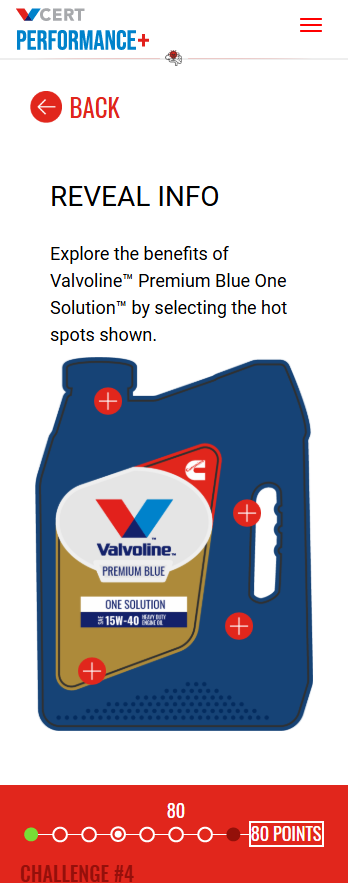 VCERT
PERFORMANCE+
BACK
REVEAL INFO
Explore the benefits of
Valvoline™ Premium Blue One
Solution™ by selecting the hot
spots shown.
Valvoline™
PREMIUM BLUE
ONE SOLUTION
SAE 15W-40 HEAVY DUTY
ENGINE OIL
80
80 POINTS
CHALLENGE #4